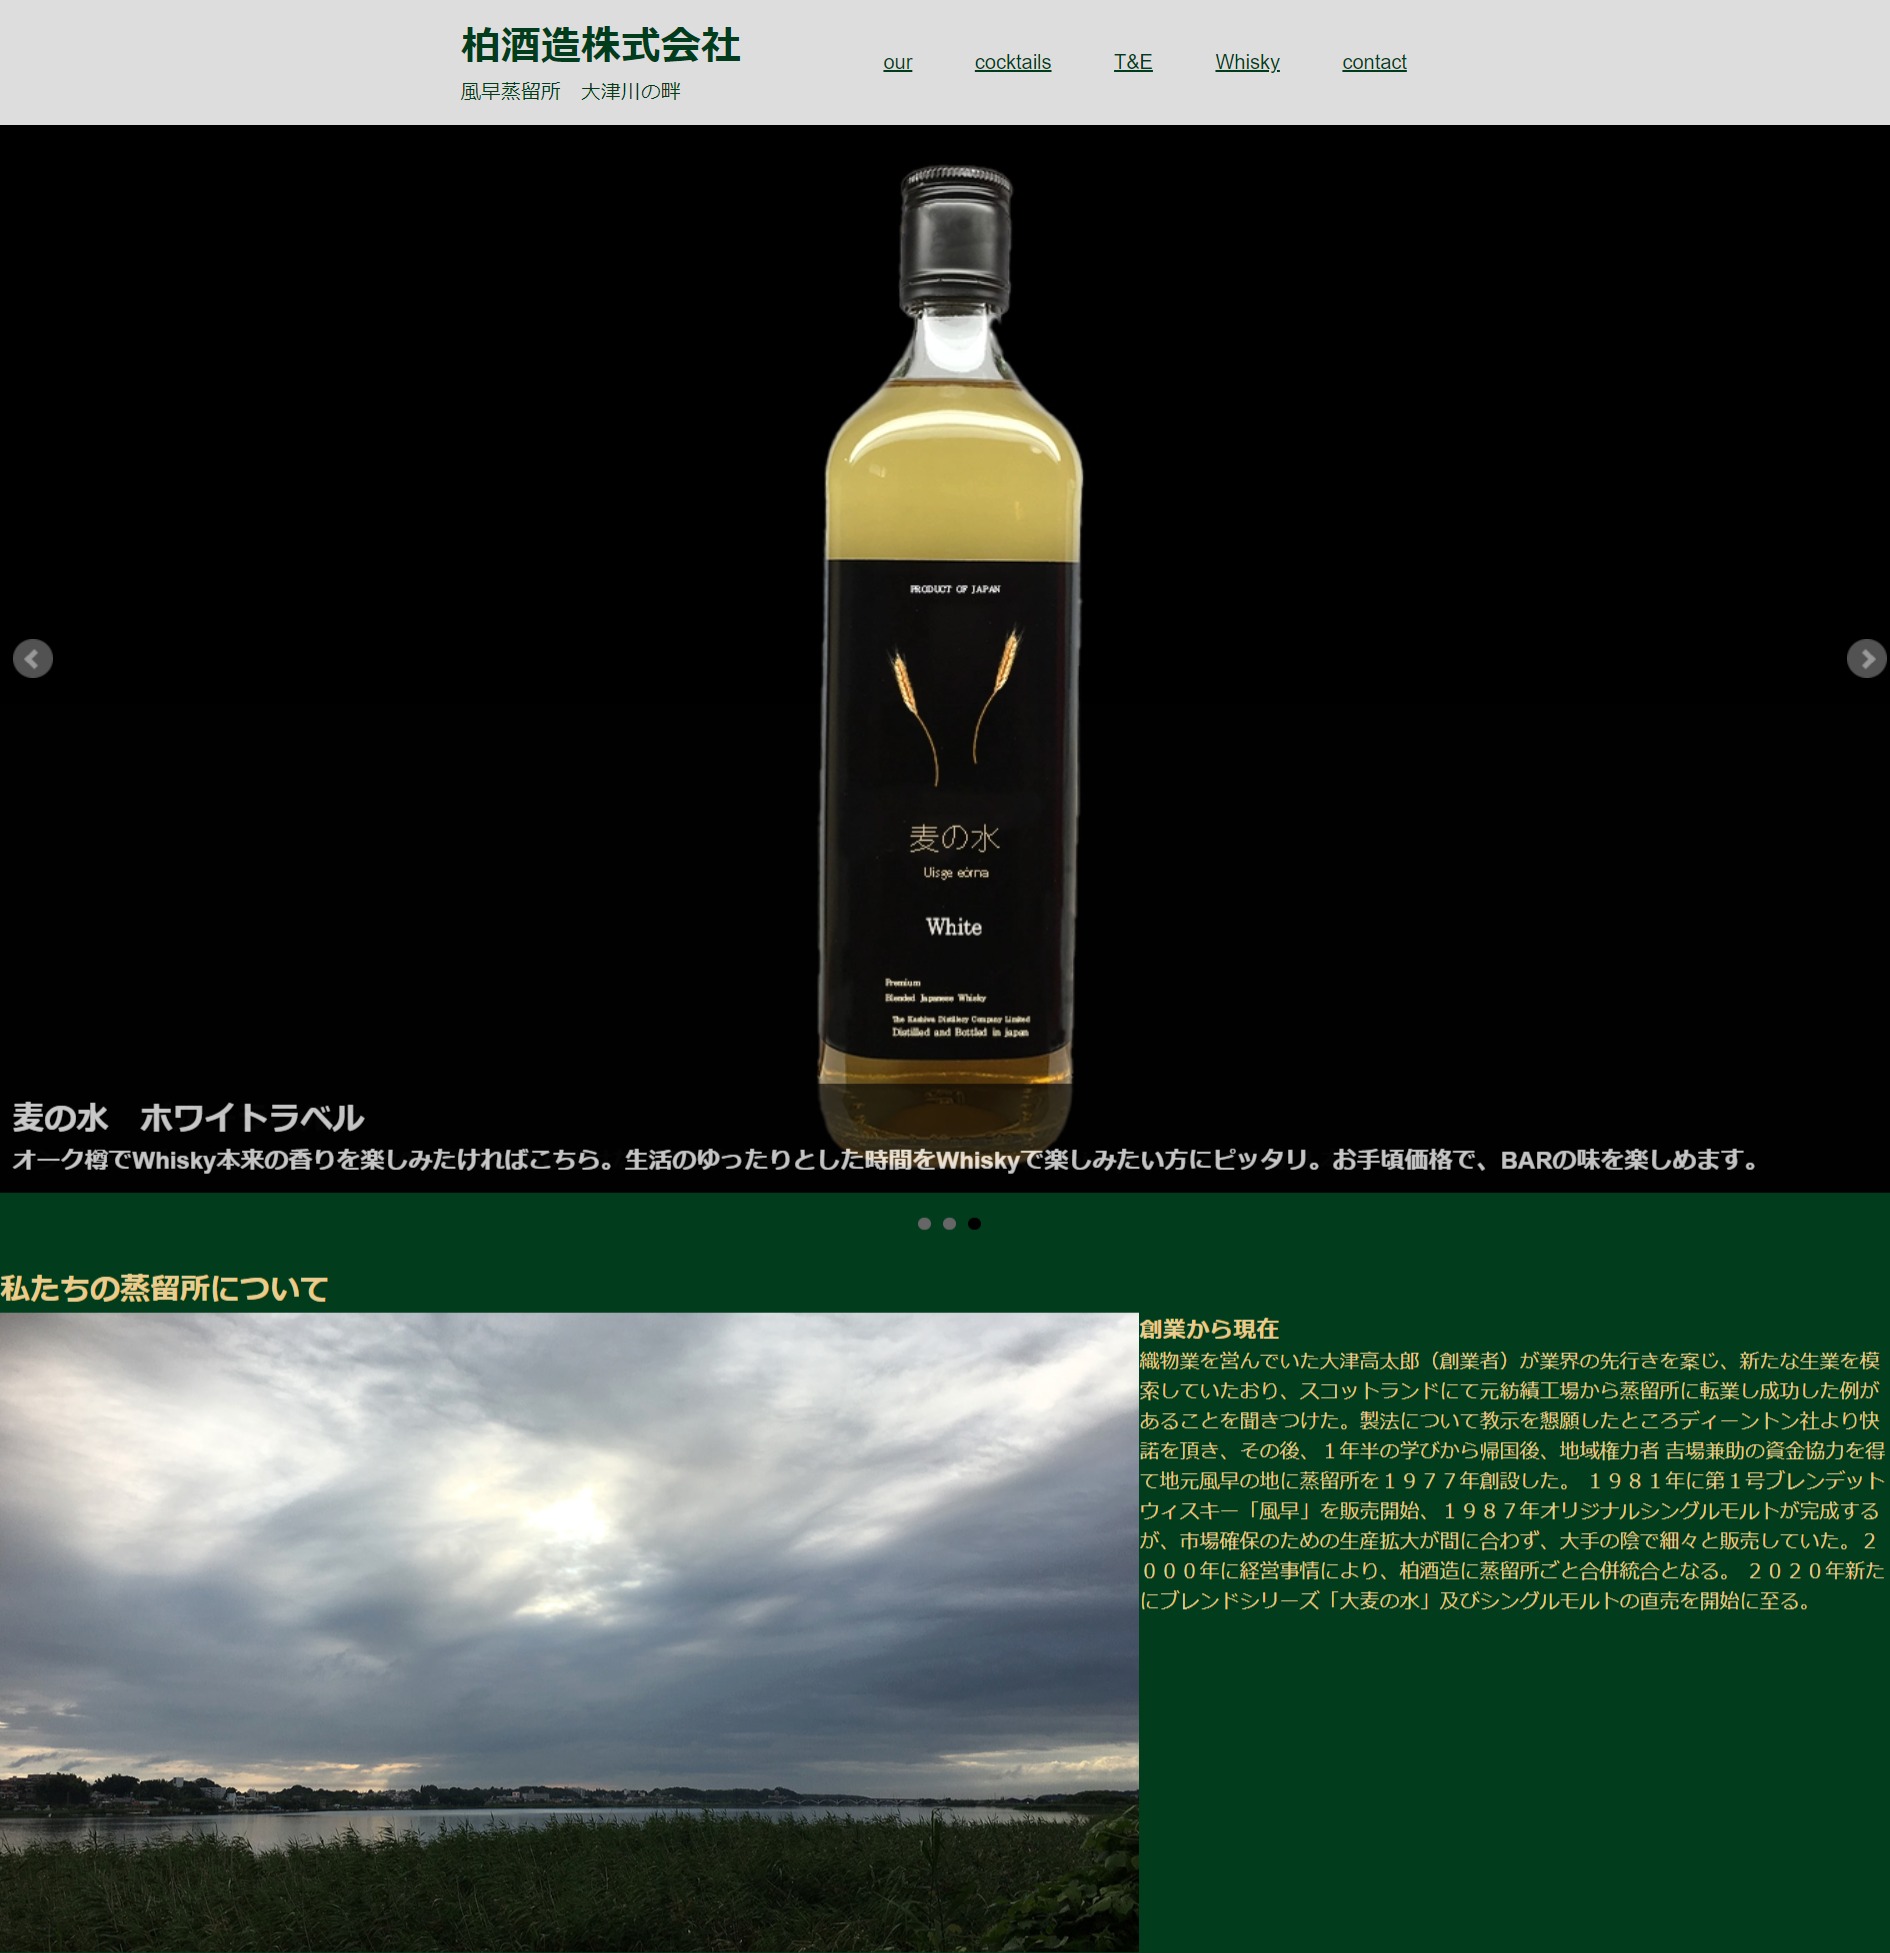 柏酒造株式会社
風早蒸留所　大津川の畔
our cocktails T&E Whisky contact
PRODUCT OF JAPAN
麦の水
Uisge eórna
White
Premium
Blended Japanese Whisky
The Kashiwa Distillery Company Limited
Distilled and Bottled in japan
麦の水　ホワイトラベル
オーク樽でWhisky本来の香りを楽しみたければこちら。生活のゆったりとした時間をWhiskyで楽しみたい方にピッタリ。お手頃価格で、BARの味を楽しめます。
私たちの蒸留所について
創業から現在
織物業を営んでいた大津高太郎（創業者）が業界の先行きを案じ、新たな生業を模
索していたおり、スコットランドにて元紡績工場から蒸留所に転業し成功した例が
あることを聞きつけた。製法について教示を懇願したところディーントン社より快
諾を頂き、その後、１年半の学びから帰国後、地域権力者 吉場兼助の資金協力を得
て地元風早の地に蒸留所を１９７７年創設した。 １９８１年に第１号ブレンデット
ウィスキー「風早」を販売開始、１９８７年オリジナルシングルモルトが完成する
が、市場確保のための生産拡大が間に合わず、大手の陰で細々と販売していた。２
０００年に経営事情により、柏酒造に蒸留所ごと合併統合となる。 ２０２０年新た
にブレンドシリーズ「大麦の水」及びシングルモルトの直売を開始に至る。